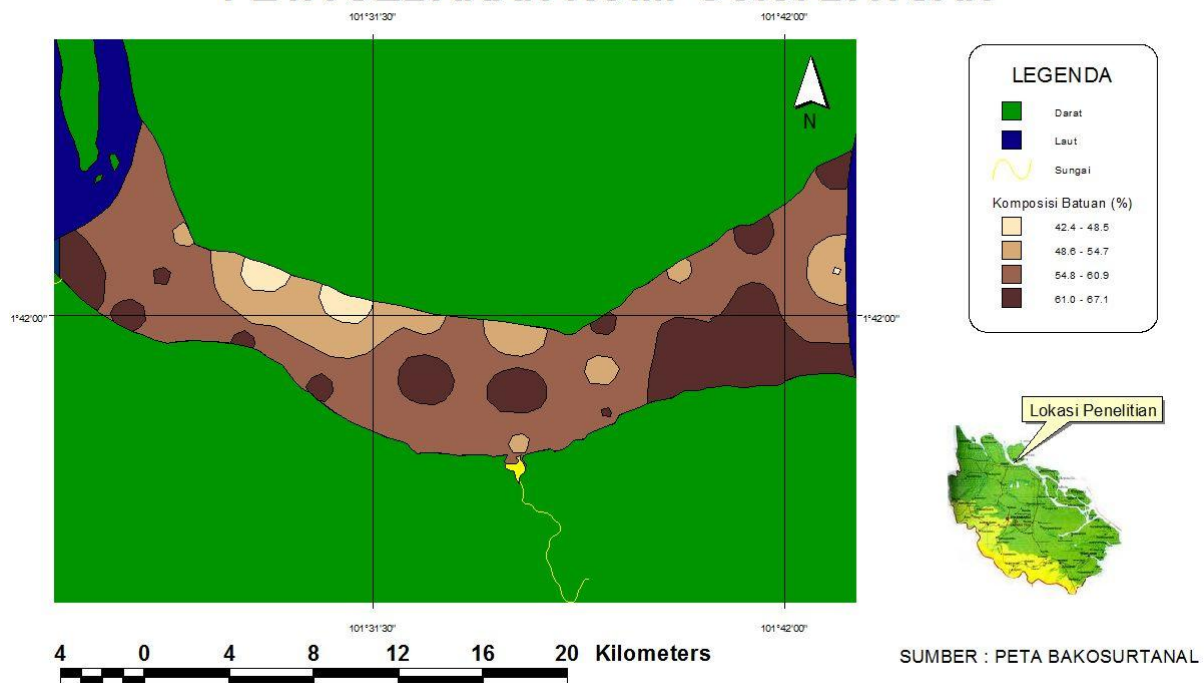 101°31'30"
101°42'00"
N
1°42'00"
1°42'00"
101°31'30"
101°42'00"
4 0 4 8 12 16 20 Kilometers
LEGENDA
Darat
Laut
Sungai
Komposisi Batuan (%)
42.4 - 48.5
48.6 - 54.7
54.8 - 60.9
61.0 - 67.1
Lokasi Penelitian
SUMBER : PETA BAKOSURTANAL